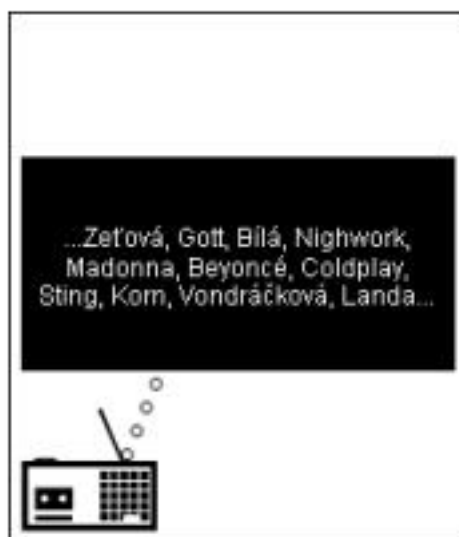 ...Zeťová, Gott, Bílá, Nighwork,
Madonna, Beyoncé, Coldplay,
Sting, Korn, Vondráčková, Landa...